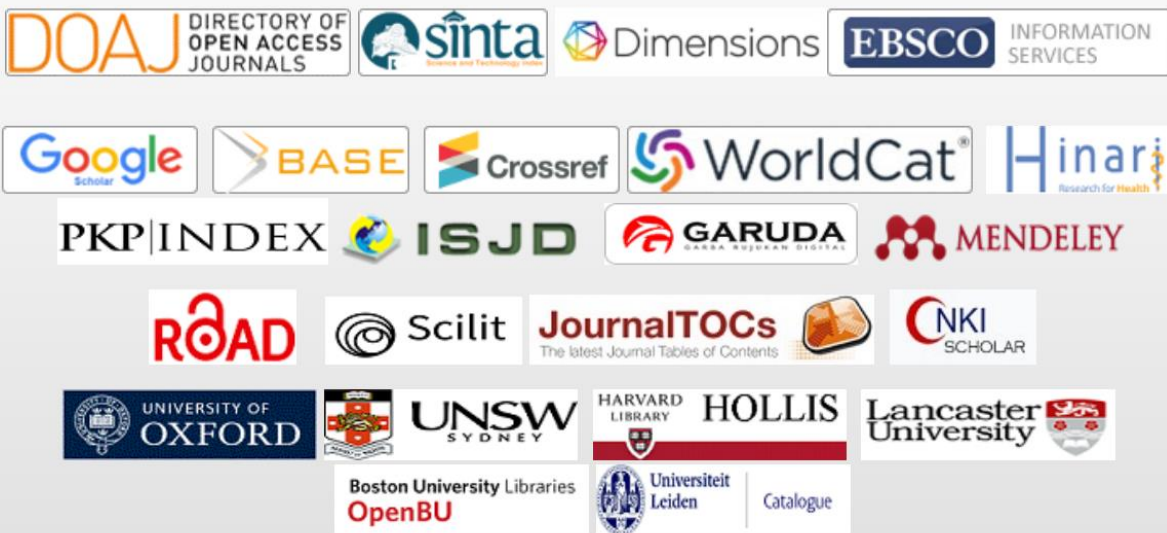 DOAJ DIRECTORY OF OPEN ACCESS JOURNALS
sinta
Science and Technology Index
Dimensions
EBSCO INFORMATION SERVICES
Google
Scholar
BASE
Crossref
WorldCat®
Hinari
Research for Health
PKP|INDEX
ISJD
GARUDA
GARBA RUJUKAN DIGITAL
MENDELEY
ROAD
Scilit
JournalTOCs
The latest Journal Tables of Contents
CNKI
SCHOLAR
UNIVERSITY OF
OXFORD
UNSW
SYDNEY
HARVARD
LIBRARY
HOLLIS
Lancaster
University
Boston University Libraries
OpenBU
Universiteit
Leiden
Catalogue